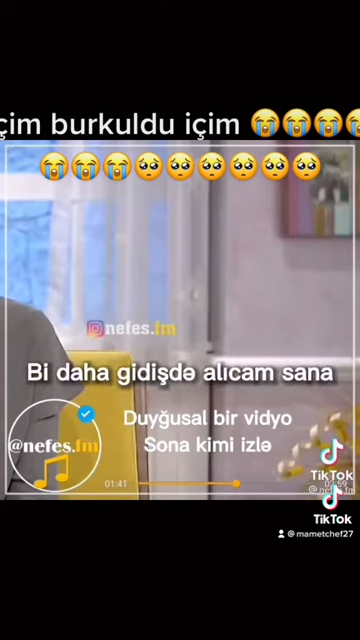 çim burkuldu içim 😭😭😭😭
😭😭😭🥺🥺🥺🥺🥺🥺
nefes.fm
Bi daha gidişdə alıcam sana
Duyğusal bir vidyo
@nefes.fm
Sona kimi izlə
01:41
TikTok
TikTok
@mametchef27